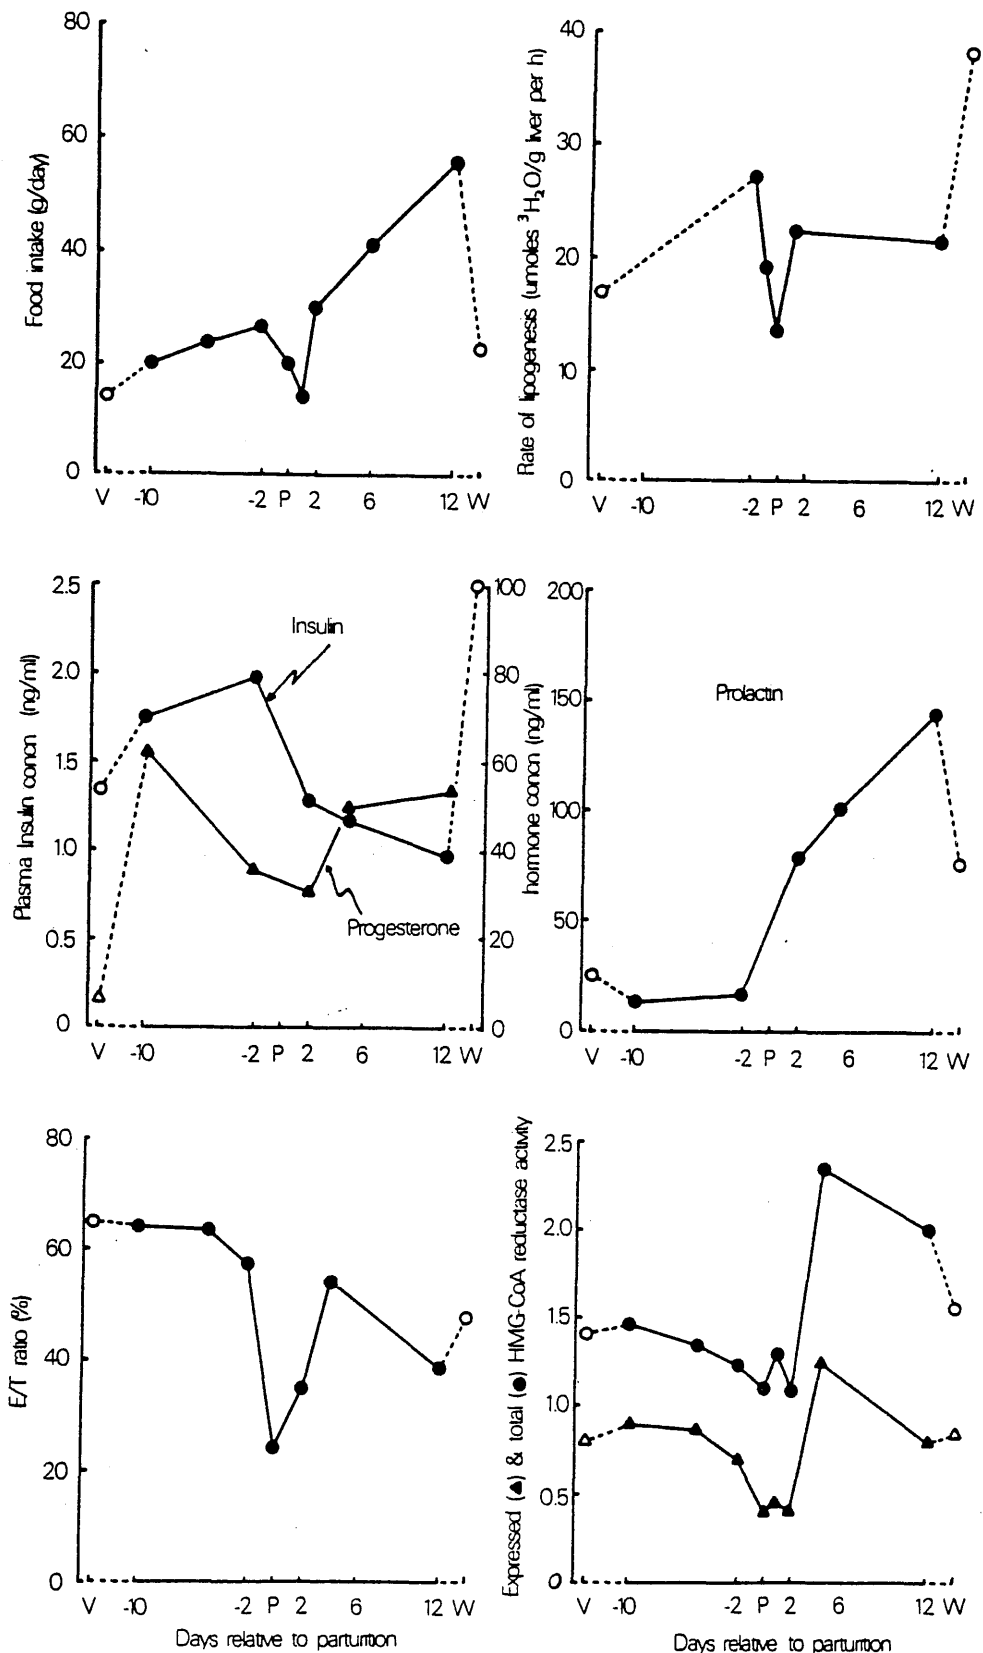 80
60
40
20
0
Food intake (g/day)
V -10 -2 P 2 6 12 W
40
30
20
10
0
Rate of lipogenesis (umoles ³H₂O/g liver per h)
V -10 -2 P 2 6 12 W
2.5
2.0
1.5
1.0
0.5
0
Plasma Insulin concn (ng/ml)
Insulin
Progesterone
100
80
60
40
20
0
hormone concn (ng/ml)
V -10 -2 P 2 6 12 W
200
150
100
50
0
Prolactin
V -10 -2 P 2 6 12 W
80
60
40
20
0
E/T ratio (%)
V -10 -2 P 2 6 12 W
Days relative to parturition
2.5
2.0
1.5
1.0
0.5
0
Expressed (▲) & total (●) HMG-CoA reductase activity
V -10 -2 P 2 6 12 W
Days relative to parturition